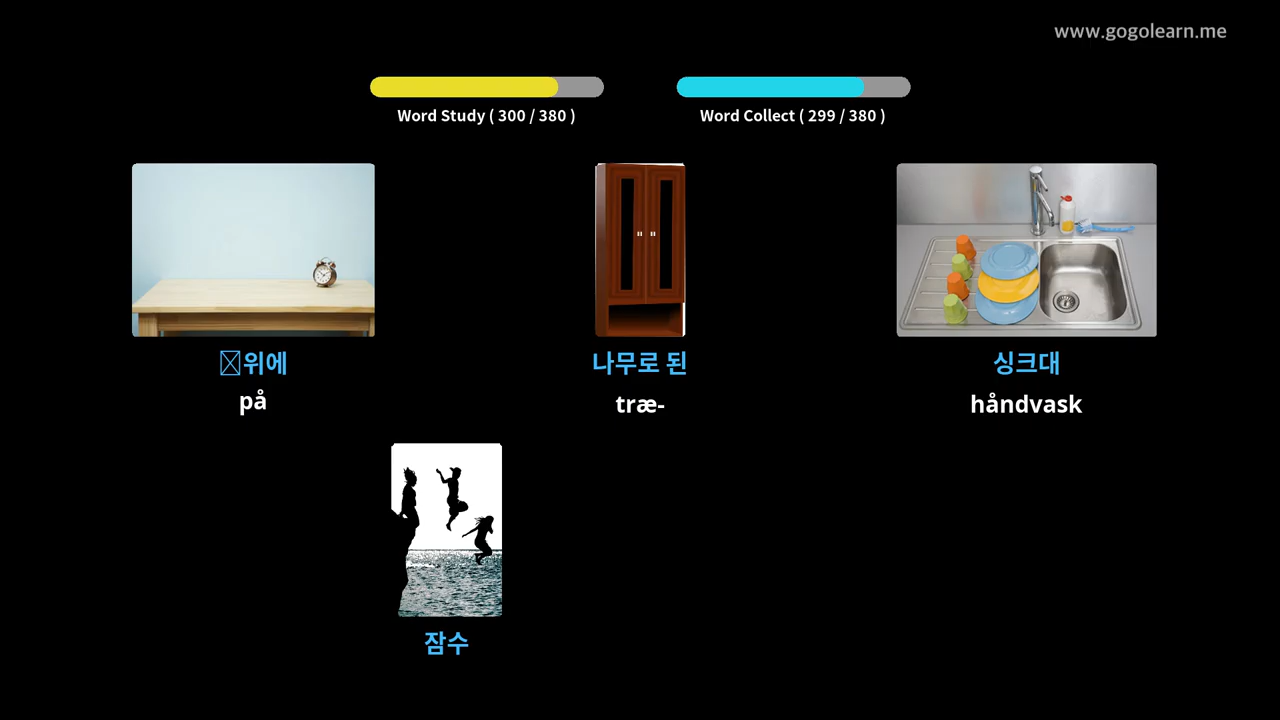 www.gogolearn.me
Word Study ( 300 / 380 )
Word Collect ( 299 / 380 )
위에
på
나무로 된
træ-
싱크대
håndvask
잠수